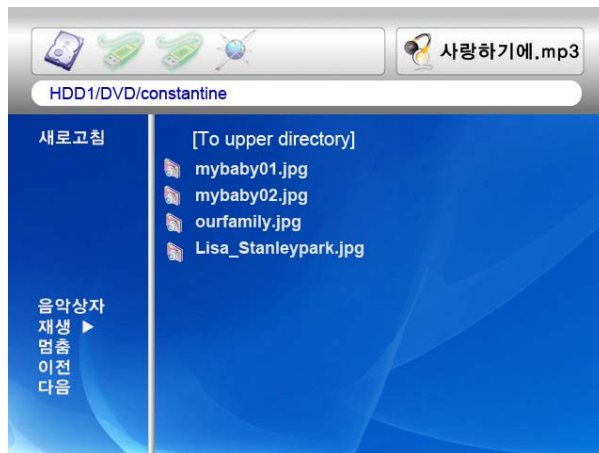 사랑하기에.mp3
HDD1/DVD/constantine
새로고침
[To upper directory]
mybaby01.jpg
mybaby02.jpg
ourfamily.jpg
Lisa_Stanleypark.jpg
음악상자
재생 ▶
멈춤
이전
다음